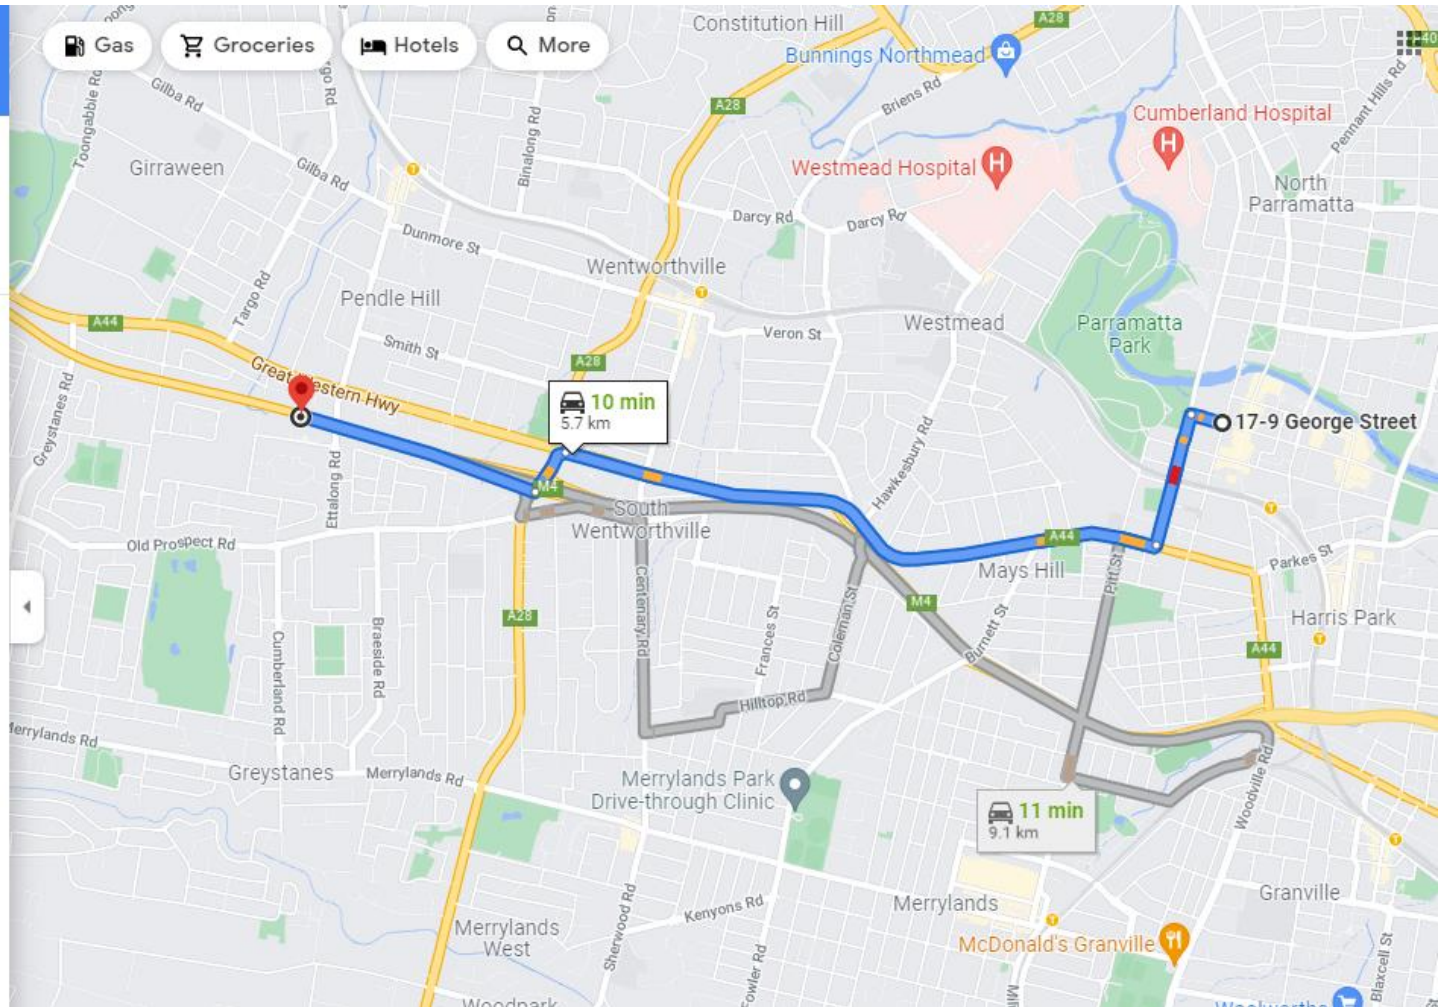 Constitution Hill
A28
Gas
Groceries
Hotels
More
Bunnings Northmead
Toongabbie Rd
Gilba Rd
Binalong Rd
A28
Briens Rd
Cumberland Hospital
Pennant Hills Rd
Girraween
Gilba Rd
Westmead Hospital
North
Parramatta
Darcy Rd
Darcy Rd
Dunmore St
Wentworthville
Targo Rd
Pendle Hill
A44
Veron St
Westmead
Parramatta
Park
Smith St
A28
Great Western Hwy
Greystanes Rd
10 min
5.7 km
17-9 George Street
Hawkesbury Rd
M4
Ettalong Rd
South
Wentworthville
Old Prospect Rd
A44
Mays Hill
Pitt St
Parkes St
Centenary Rd
M4
A28
Frances St
Coleman St
Burnett St
Harris Park
Cumberland Rd
Braeside Rd
A44
Hilltop Rd
Merrylands Rd
Greystanes
Merrylands Rd
Merrylands Park
Drive-through Clinic
11 min
9.1 km
Woodville Rd
Granville
Merrylands
Kenyons Rd
Sherwood Rd
Merrylands
West
McDonald's Granville
Fowler Rd
Blaxcell St
Woodpark
Woolworths